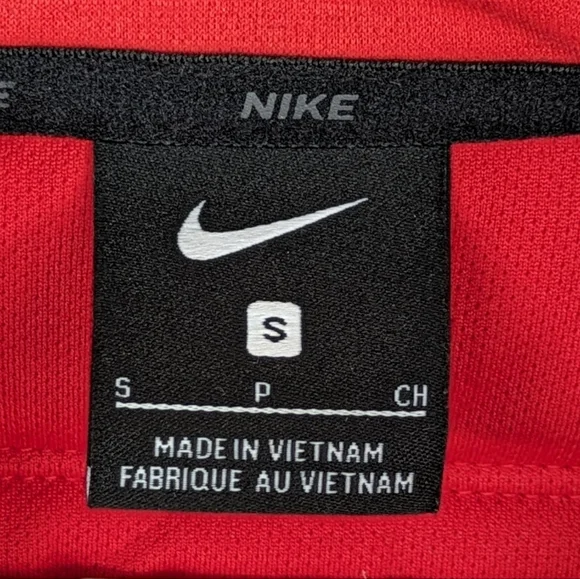 NIKE
S
S P CH
MADE IN VIETNAM
FABRIQUE AU VIETNAM